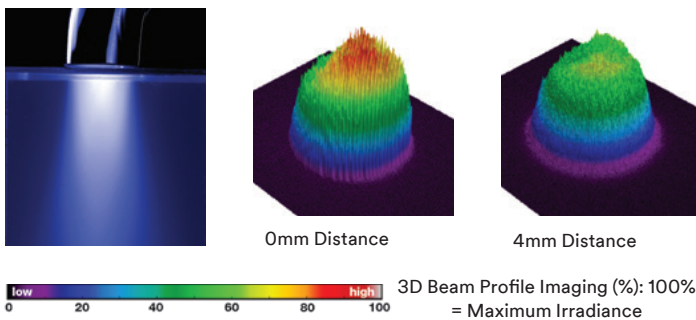 0mm Distance
4mm Distance
low
high
0 20 40 60 80 100
3D Beam Profile Imaging (%): 100%
= Maximum Irradiance